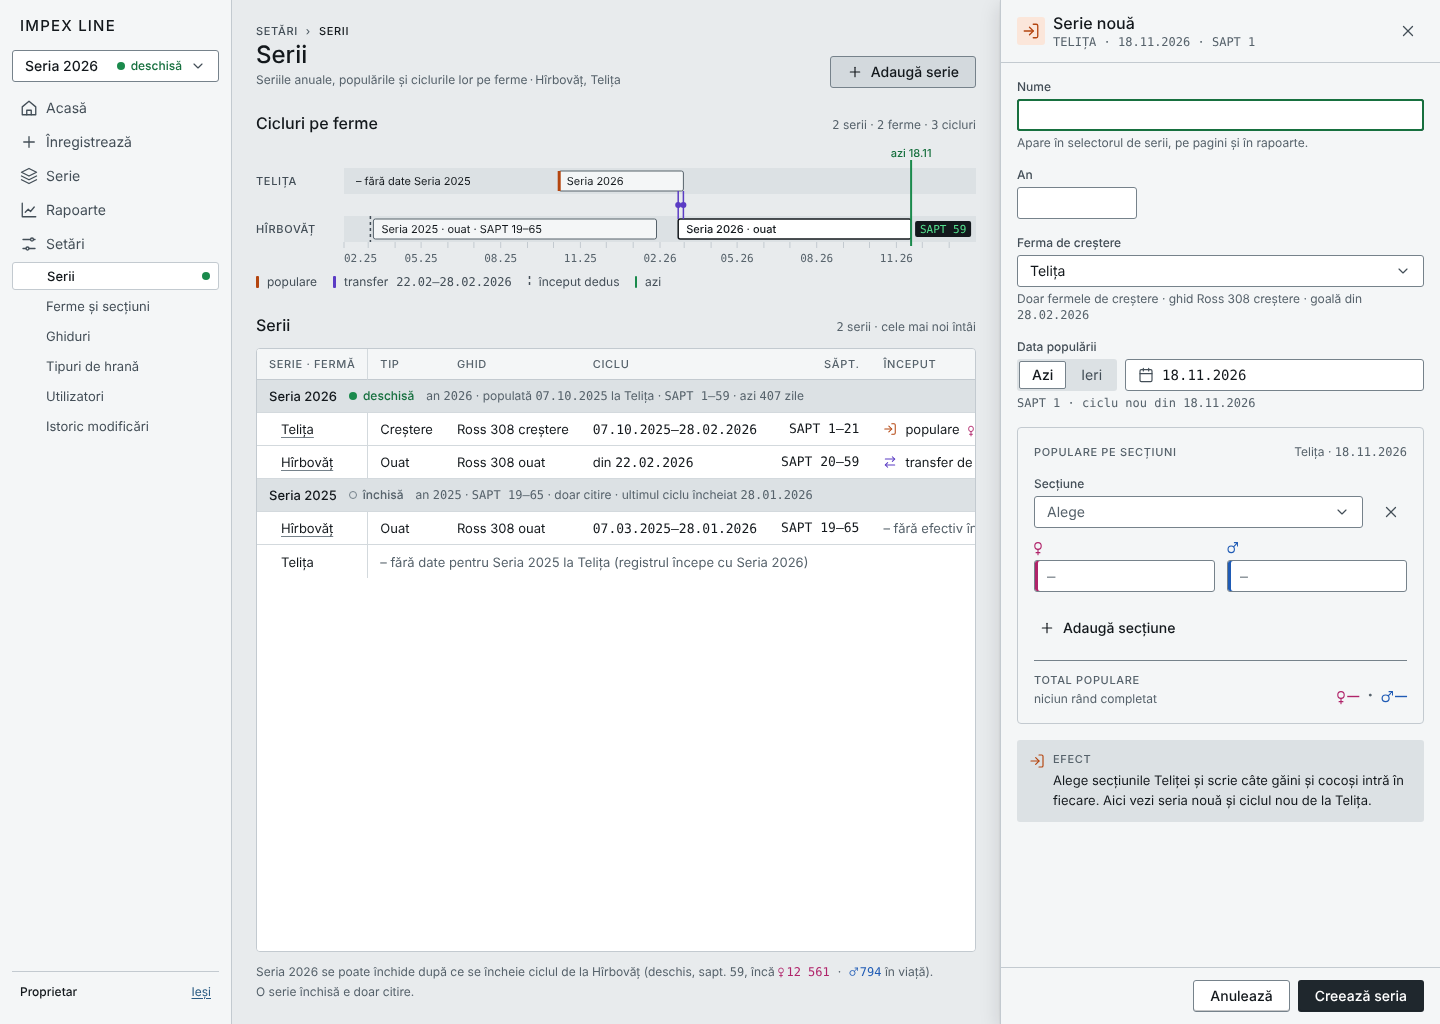 IMPEX LINE
Seria 2026 deschisă
Acasă
Înregistrează
Serie
Rapoarte
Setări
Serii
Ferme și secțiuni
Ghiduri
Tipuri de hrană
Utilizatori
Istoric modificări
Proprietar Ieși
SETĂRI › SERII
Serii
Seriile anuale, populările și ciclurile lor pe ferme · Hîrbovăț, Telița
Adaugă serie
Cicluri pe ferme 2 serii · 2 ferme · 3 cicluri
azi 18.11
TELIȚA – fără date Seria 2025 Seria 2026
HÎRBOVĂȚ Seria 2025 · ouat · SAPT 19–65 Seria 2026 · ouat SAPT 59
02.25 05.25 08.25 11.25 02.26 05.26 08.26 11.26
populare transfer 22.02–28.02.2026 început dedus azi
Serii 2 serii · cele mai noi întâi
SERIE · FERMĂ TIP GHID CICLU SĂPT. ÎNCEPUT
Seria 2026 deschisă an 2026 · populată 07.10.2025 la Telița · SAPT 1–59 · azi 407 zile
Telița Creștere Ross 308 creștere 07.10.2025–28.02.2026 SAPT 1–21 populare ♀
Hîrbovăț Ouat Ross 308 ouat din 22.02.2026 SAPT 20–59 transfer de
Seria 2025 închisă an 2025 · SAPT 19–65 · doar citire · ultimul ciclu încheiat 28.01.2026
Hîrbovăț Ouat Ross 308 ouat 07.03.2025–28.01.2026 SAPT 19–65 – fără efectiv în
Telița – fără date pentru Seria 2025 la Telița (registrul începe cu Seria 2026)
Seria 2026 se poate închide după ce se încheie ciclul de la Hîrbovăț (deschis, sapt. 59, încă ♀12 561 · ♂794 în viață).
O serie închisă e doar citire.
Serie nouă
TELIȚA · 18.11.2026 · SAPT 1
Nume
Apare în selectorul de serii, pe pagini și în rapoarte.
An
Ferma de creștere
Telița
Doar fermele de creștere · ghid Ross 308 creștere · goală din
28.02.2026
Data populării
Azi Ieri 18.11.2026
SAPT 1 · ciclu nou din 18.11.2026
POPULARE PE SECȚIUNI Telița · 18.11.2026
Secțiune
Alege
♀ ♂
– –
Adaugă secțiune
TOTAL POPULARE
niciun rând completat ♀— · ♂—
EFECT
Alege secțiunile Teliței și scrie câte găini și cocoși intră în
fiecare. Aici vezi seria nouă și ciclul nou de la Telița.
Anulează Creează seria